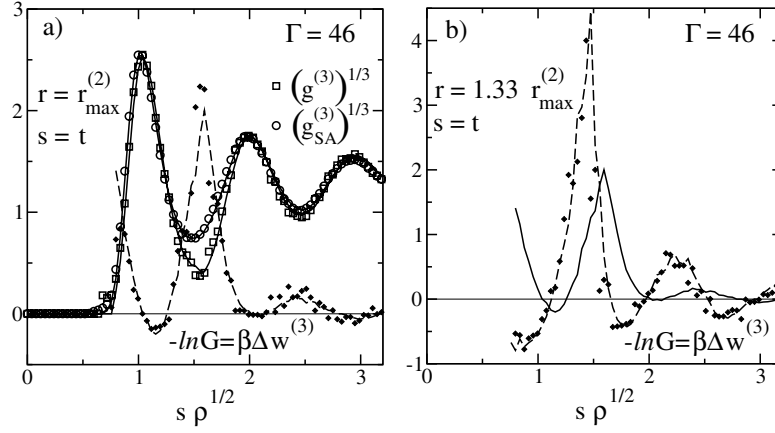 a)
Γ = 46
r = r_max^(2)
s = t
(g^(3))^1/3
(g_SA^(3))^1/3
-lnG=βΔw^(3)
3
2
1
0
0 1 2 3
s ρ^1/2
b)
Γ = 46
r = 1.33 r_max^(2)
s = t
-lnG=βΔw^(3)
4
3
2
1
0
-1
0 1 2 3
s ρ^1/2